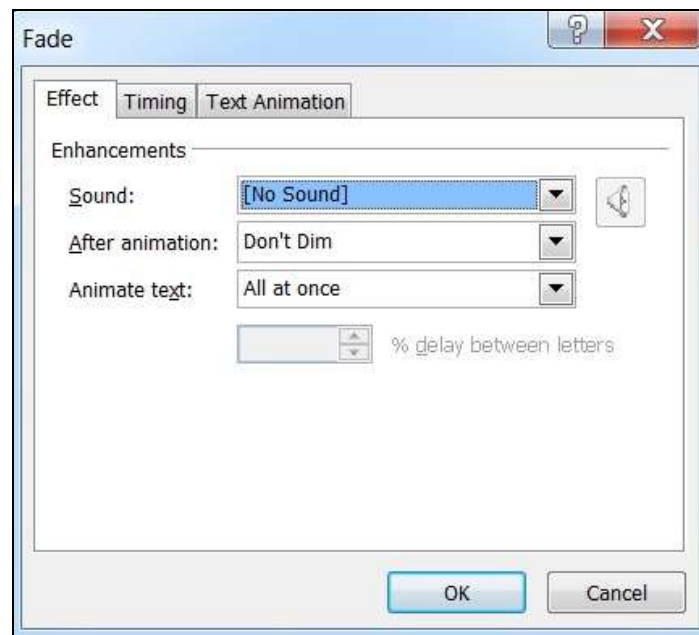 Fade
Effect Timing Text Animation
Enhancements
Sound: [No Sound]
After animation: Don't Dim
Animate text: All at once
% delay between letters
OK Cancel